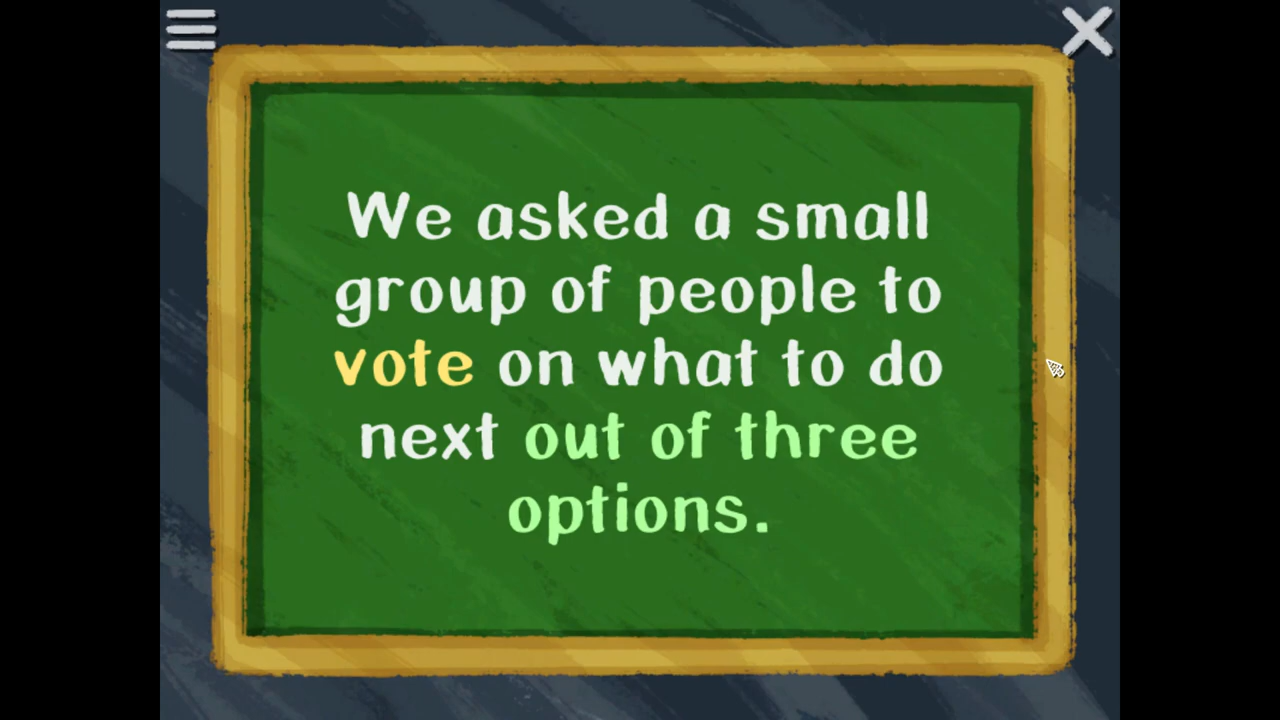 We asked a small
group of people to
vote on what to do
next out of three
options.